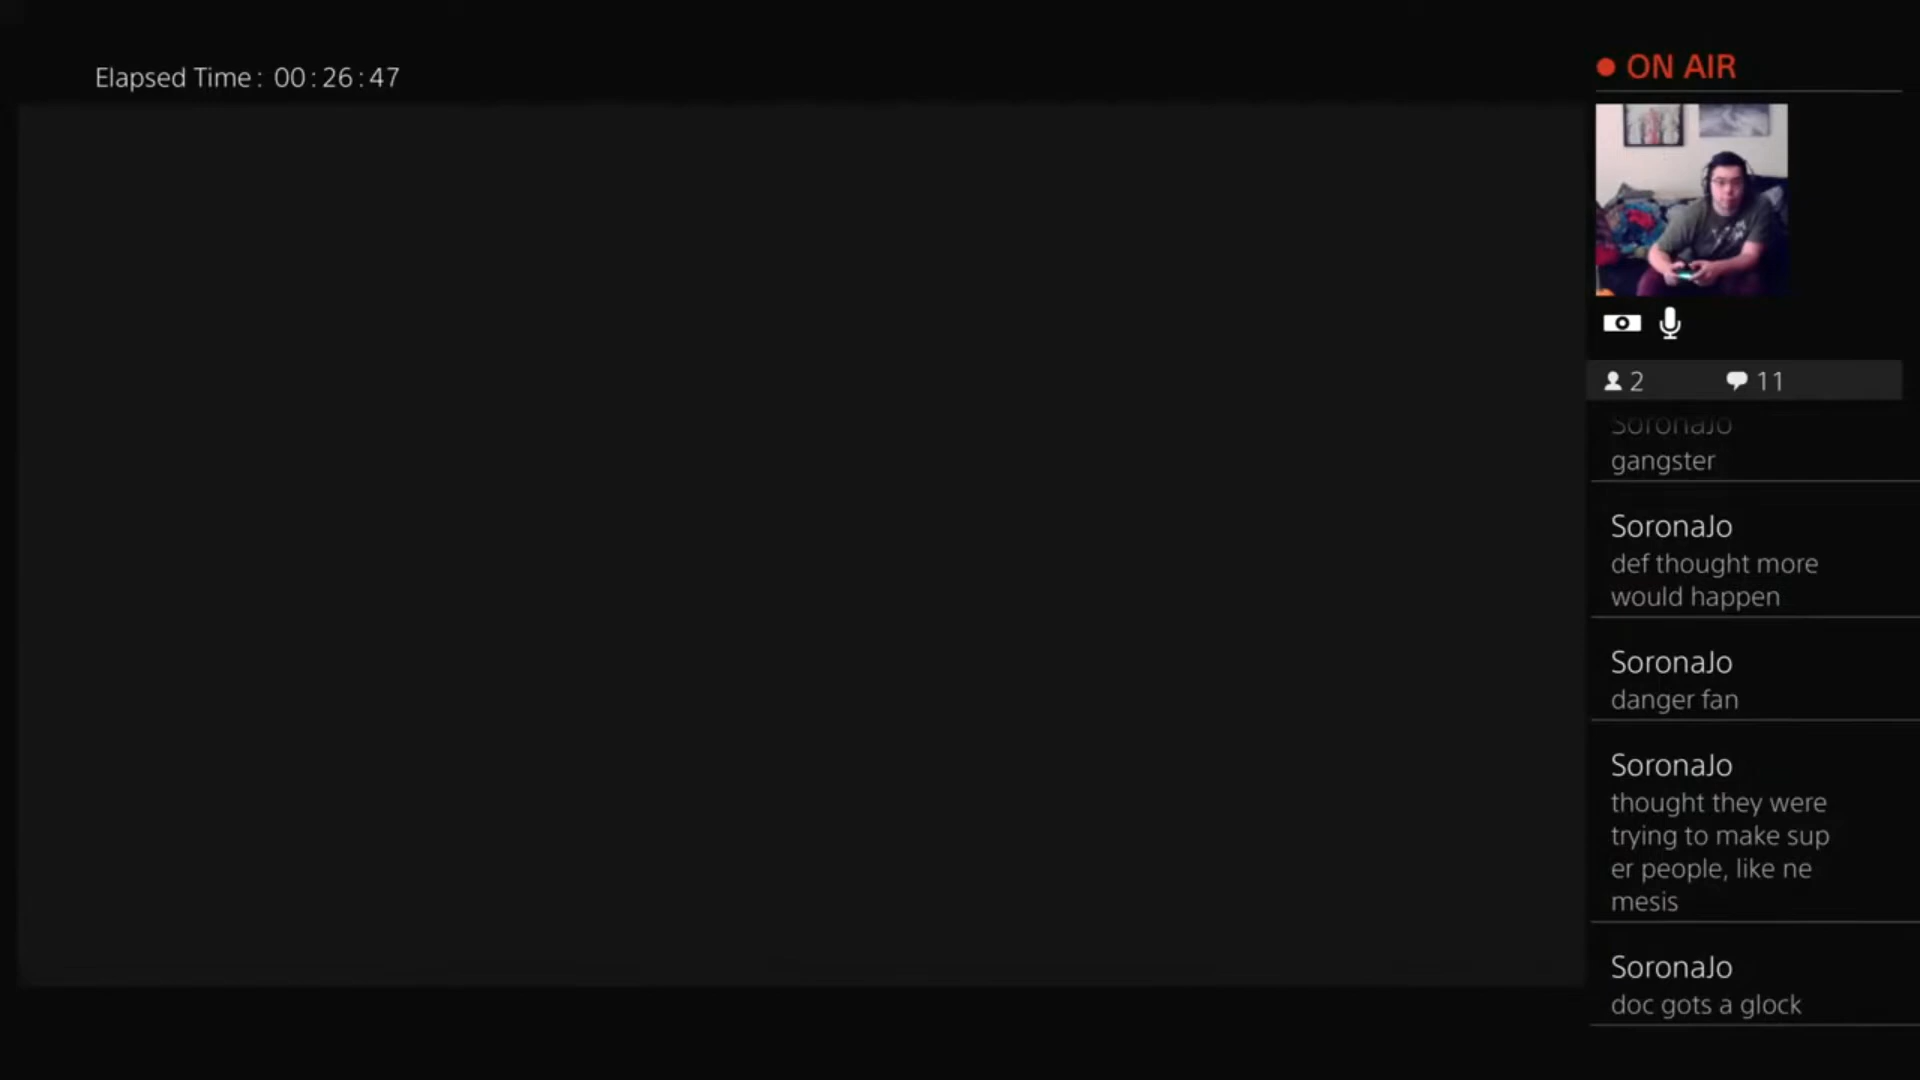 Elapsed Time: 00:26:47
ON AIR
2
11
SoronaJo
gangster
SoronaJo
def thought more
would happen
SoronaJo
danger fan
SoronaJo
thought they were
trying to make sup
er people, like ne
mesis
SoronaJo
doc gots a glock